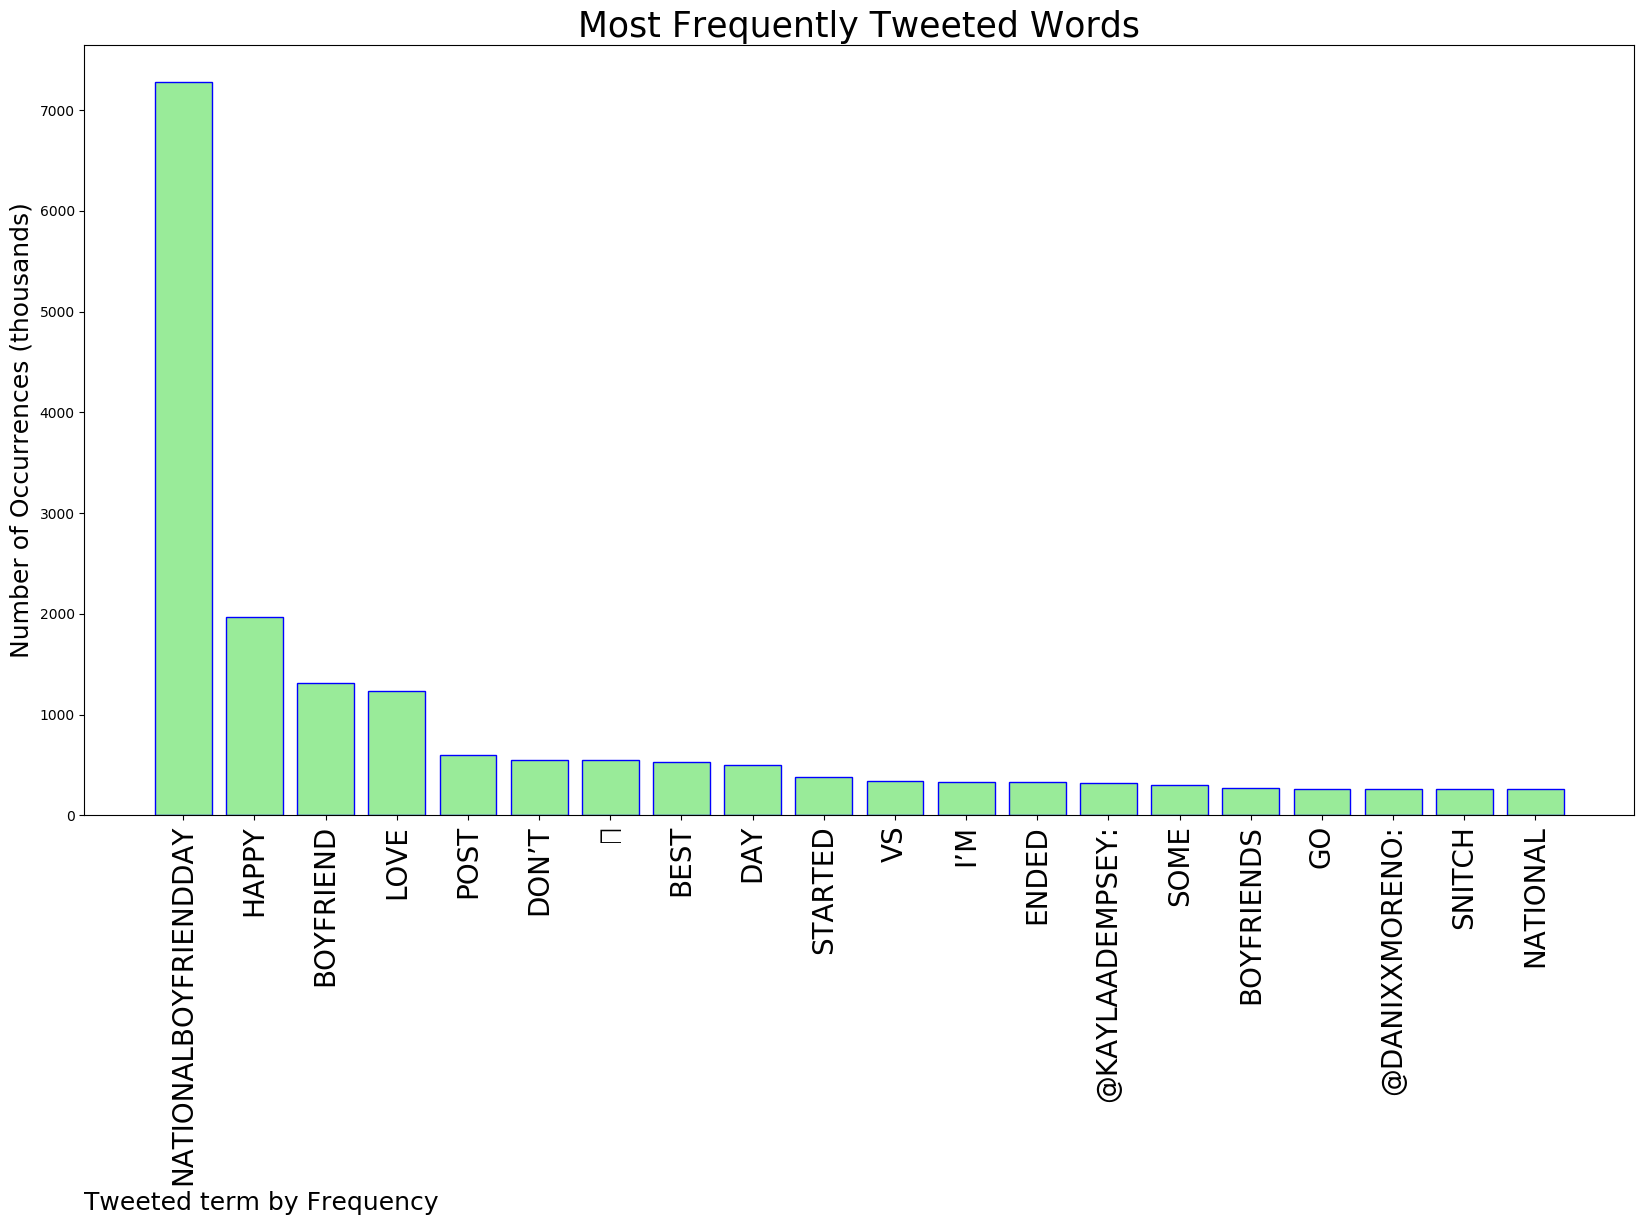 Most Frequently Tweeted Words
Number of Occurrences (thousands)
7000
6000
5000
4000
3000
2000
1000
0
NATIONALBOYFRIENDDAY
HAPPY
BOYFRIEND
LOVE
POST
DON’T
BEST
DAY
STARTED
VS
I’M
ENDED
@KAYLAADEMPSEY:
SOME
BOYFRIENDS
GO
@DANIXXMORENO:
SNITCH
NATIONAL
Tweeted term by Frequency